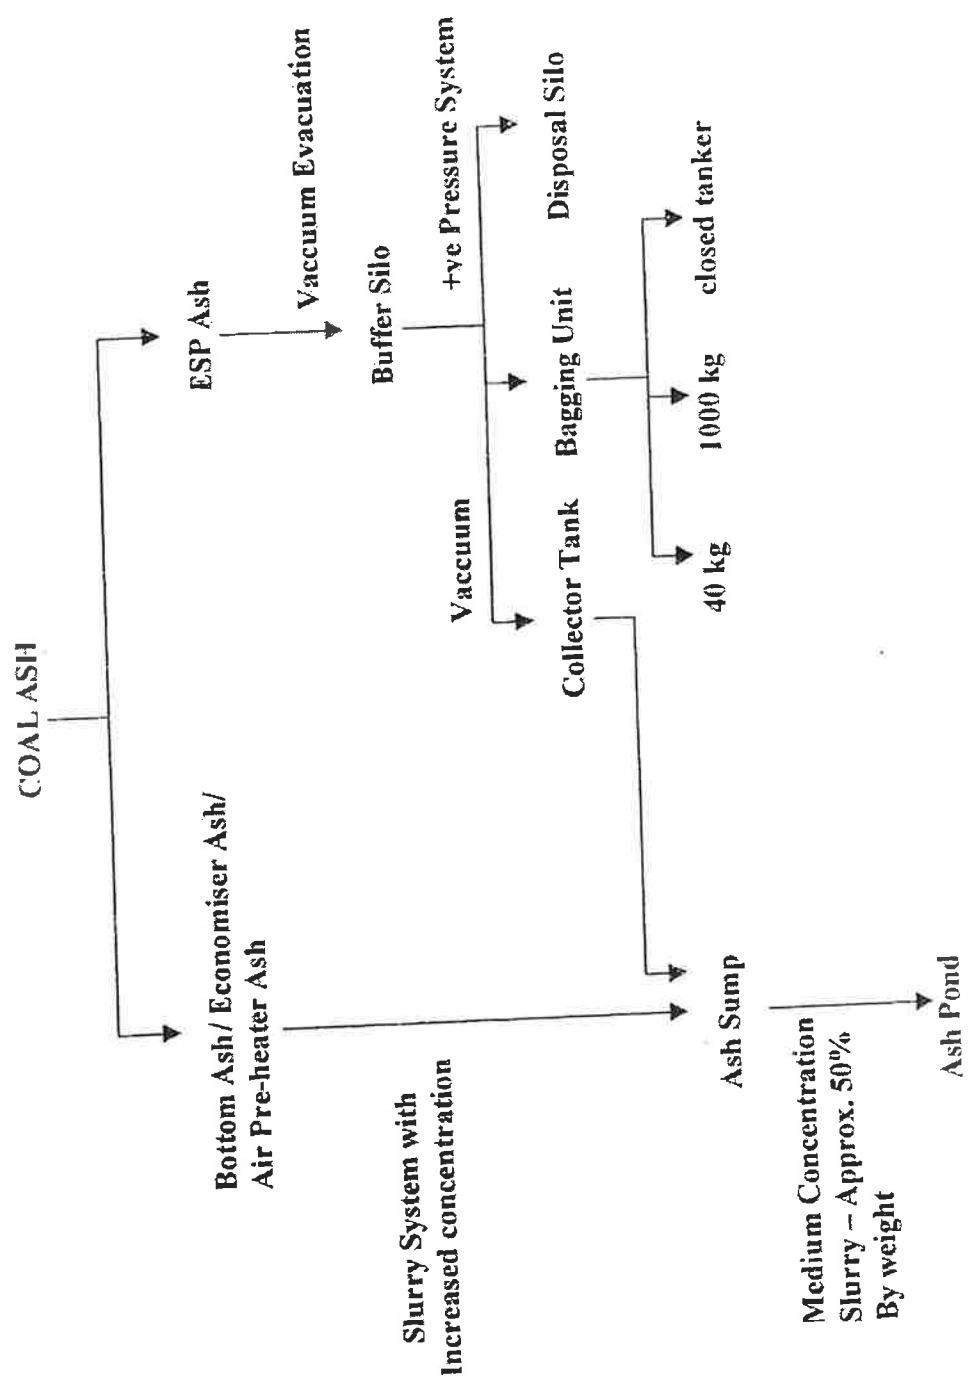 COAL ASH
Bottom Ash/ Economiser Ash/
Air Pre-heater Ash
ESP Ash
Vaccuum Evacuation
Slurry System with
Increased concentration
Buffer Silo
Vaccuum
+ve Pressure System
Collector Tank
Bagging Unit
Disposal Silo
40 kg
1000 kg
closed tanker
Ash Sump
Medium Concentration
Slurry – Approx. 50%
By weight
Ash Pond